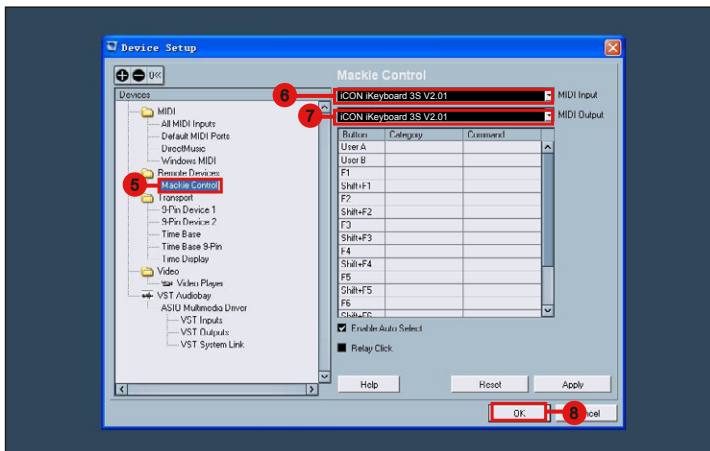 Device Setup
Mackie Control
Devices
6
iCON iKeyboard 3S V2.01
MIDI Input
7
iCON iKeyboard 3S V2.01
MIDI Output
MIDI
All MIDI Inputs
Default MIDI Ports
DirectMusic
Windows MIDI
Remote Devices
5
Mackie Control
Transport
9-Pin Device 1
9-Pin Device 2
Time Base
Time Base 9-Pin
Time Display
Video
Video Player
VST Audiobay
ASIO Multimedia Driver
VST Inputs
VST Outputs
VST System Link
Button Category Command
User A
User B
F1
Shift+F1
F2
Shift+F2
F3
Shift+F3
F4
Shift+F4
F5
Shift+F5
F6
Enable Auto Select
Relay Click
Help Reset Apply
OK
8